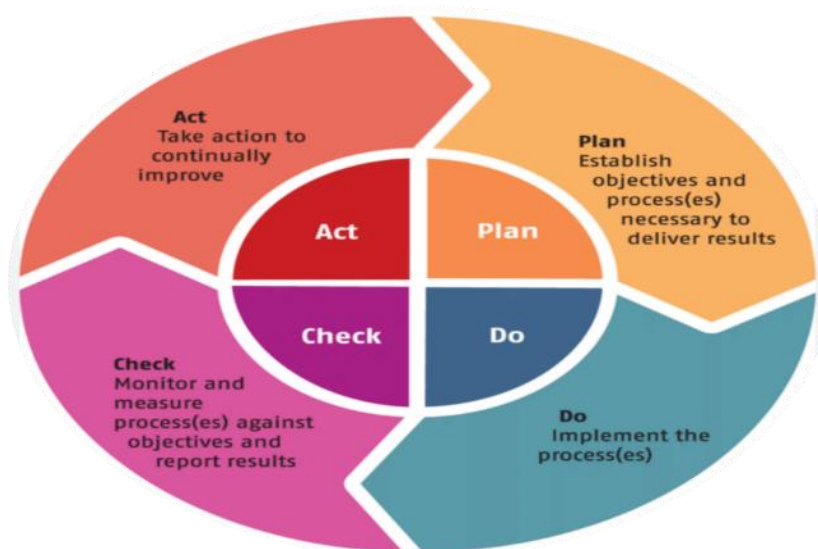 Act
Take action to
continually
improve
Plan
Establish
objectives and
process(es)
necessary to
deliver results
Act
Plan
Check
Do
Check
Monitor and
measure
process(es) against
objectives and
report results
Do
Implement the
process(es)